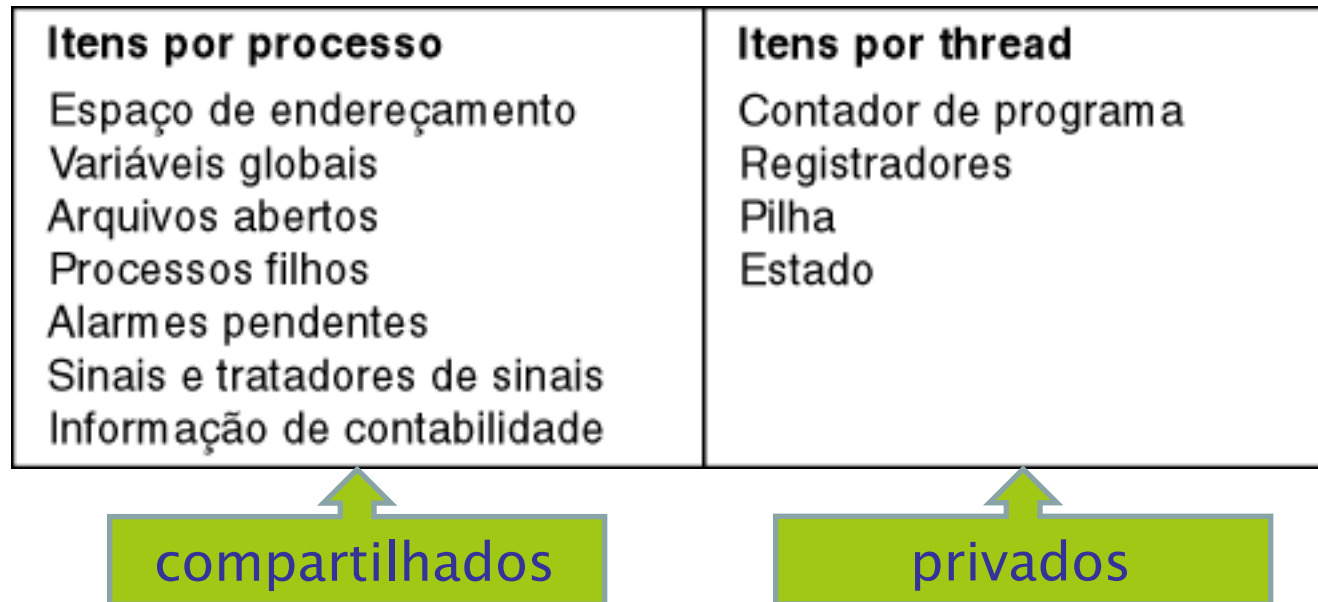 Itens por processo
Espaço de endereçamento
Variáveis globais
Arquivos abertos
Processos filhos
Alarmes pendentes
Sinais e tratadores de sinais
Informação de contabilidade
Itens por thread
Contador de programa
Registradores
Pilha
Estado
compartilhados
privados